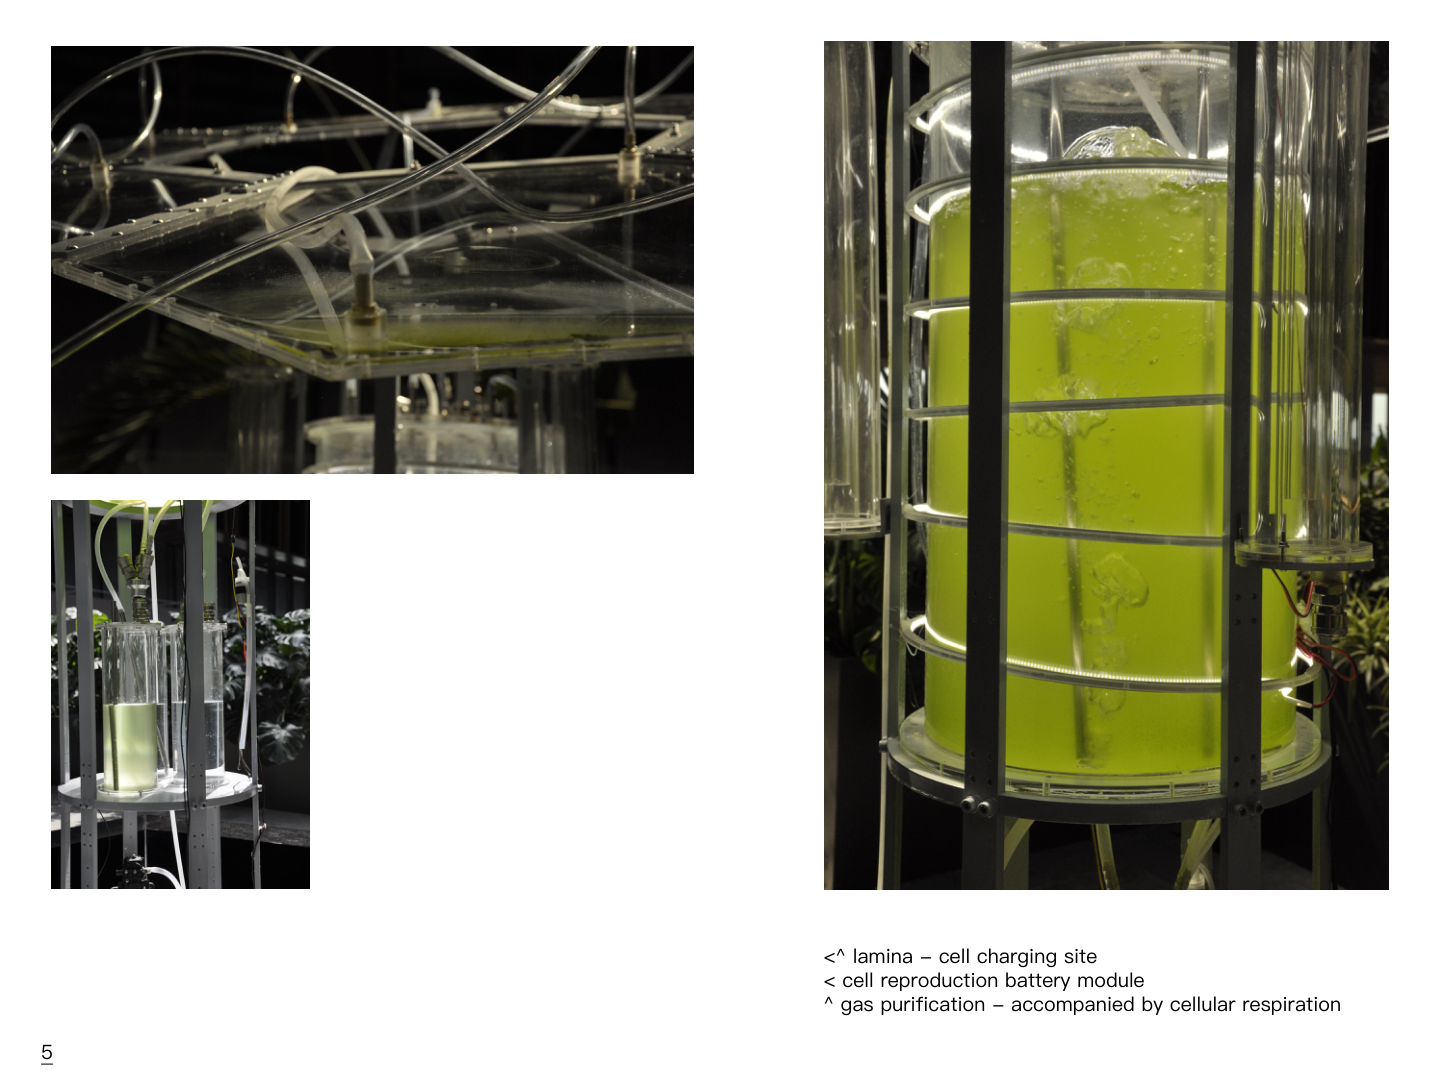 <^ lamina – cell charging site
< cell reproduction battery module
^ gas purification – accompanied by cellular respiration
5